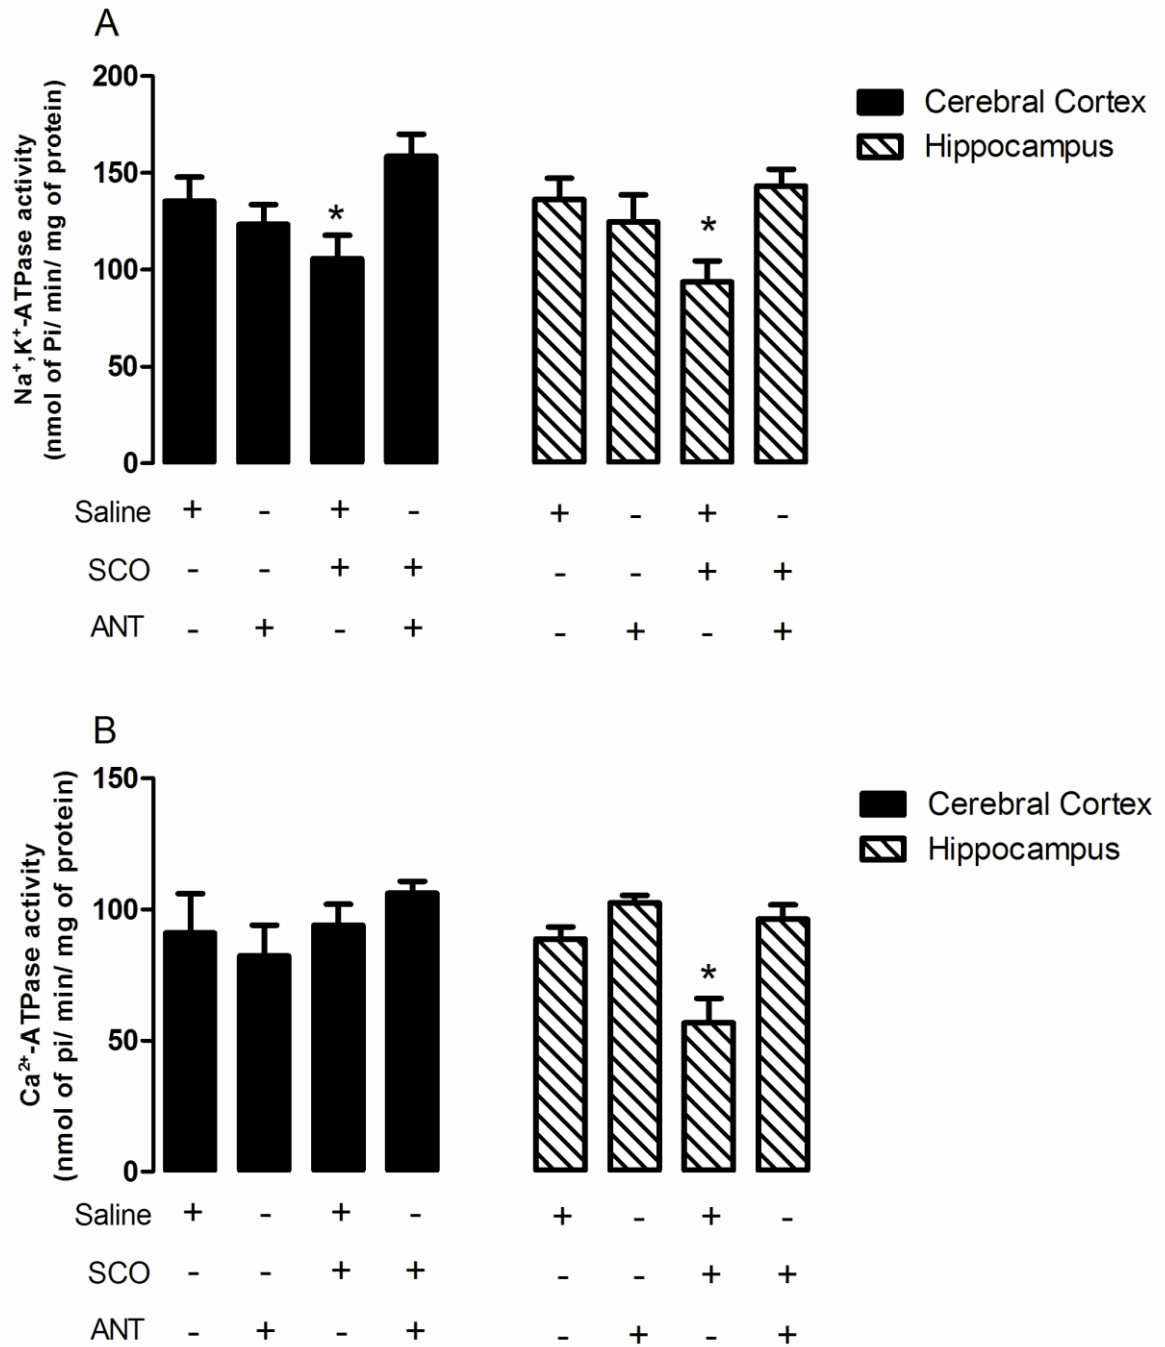 A
Na⁺,K⁺-ATPase activity
(nmol of Pi/ min/ mg of protein)
200
150
100
50
0
* *
Cerebral Cortex
Hippocampus
Saline + - + - + - + -
SCO - - + + - - + +
ANT - + - + - + - +
B
Ca²⁺-ATPase activity
(nmol of pi/ min/ mg of protein)
150
100
50
0
*
Cerebral Cortex
Hippocampus
Saline + - + - + - + -
SCO - - + + - - + +
ANT - + - + - + - +